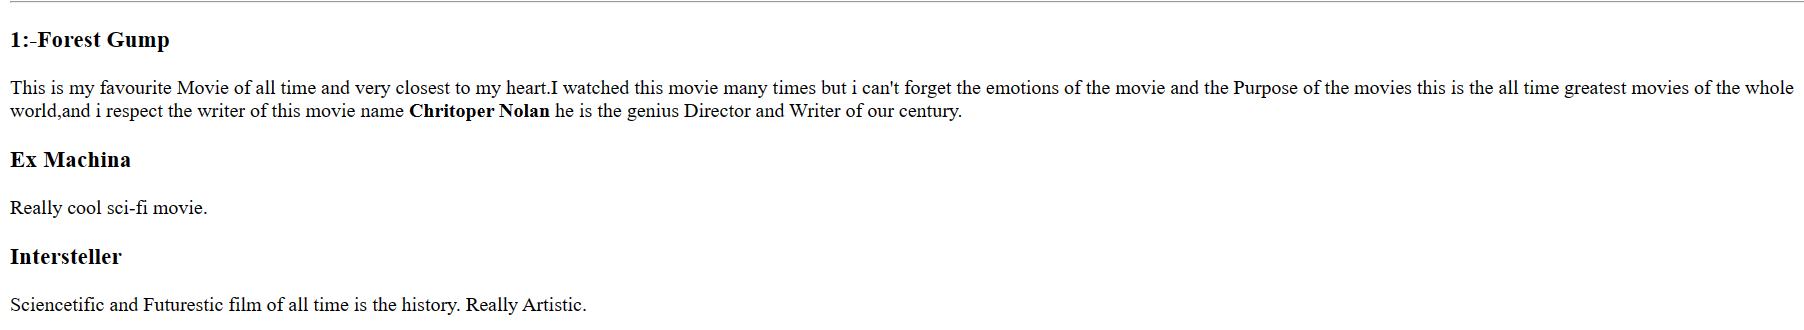 1:-Forest Gump
This is my favourite Movie of all time and very closest to my heart.I watched this movie many times but i can't forget the emotions of the movie and the Purpose of the movies this is the all time greatest movies of the whole
world,and i respect the writer of this movie name Chritoper Nolan he is the genius Director and Writer of our century.
Ex Machina
Really cool sci-fi movie.
Intersteller
Sciencetific and Futurestic film of all time is the history. Really Artistic.